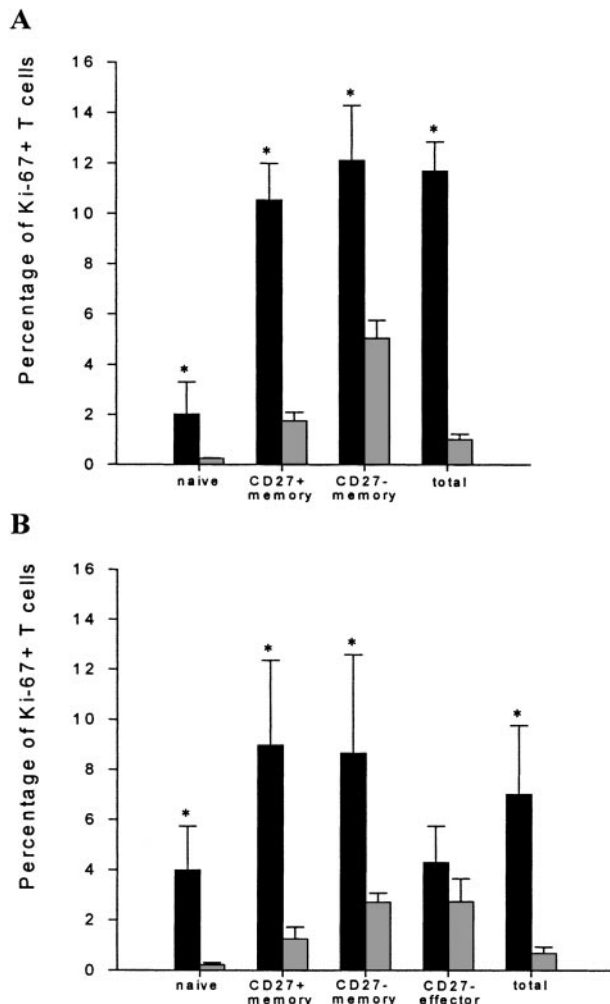 A
Percentage of Ki-67+ T cells
16
14
12
10
8
6
4
2
0
*
*
*
*
naive
CD27+
memory
CD27-
memory
total
B
Percentage of Ki-67+ T cells
16
14
12
10
8
6
4
2
0
*
*
*
*
naive
CD27+
memory
CD27-
memory
CD27-
effector
total